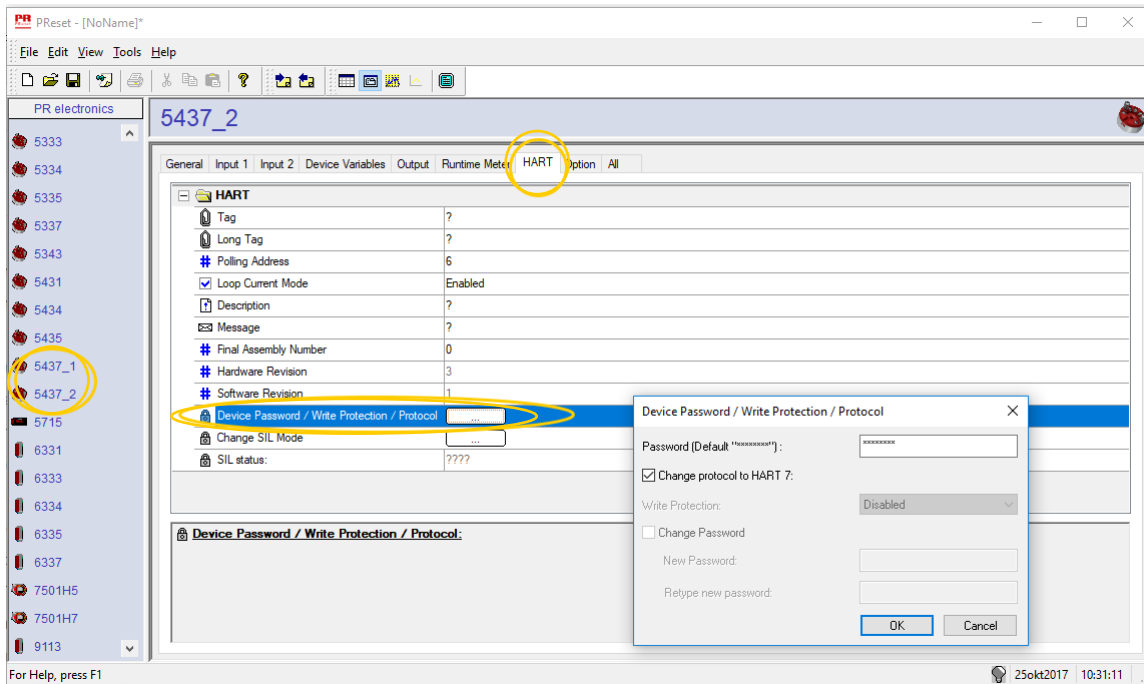 PR PReset - [NoName]*
File Edit View Tools Help
PR electronics
5333
5334
5335
5337
5343
5431
5434
5435
5437_1
5437_2
5715
6331
6333
6334
6335
6337
7501H5
7501H7
9113
5437_2
General Input 1 Input 2 Device Variables Output Runtime Meter HART Option All
HART
Tag ?
Long Tag ?
Polling Address 6
Loop Current Mode Enabled
Description ?
Message ?
Final Assembly Number 0
Hardware Revision 3
Software Revision 1
Device Password / Write Protection / Protocol ...
Change SIL Mode ...
SIL status: ????
Device Password / Write Protection / Protocol:
Device Password / Write Protection / Protocol
Password (Default "********") : ********
Change protocol to HART 7:
Write Protection: Disabled
Change Password
New Password:
Retype new password:
OK Cancel
For Help, press F1
25okt2017 10:31:11